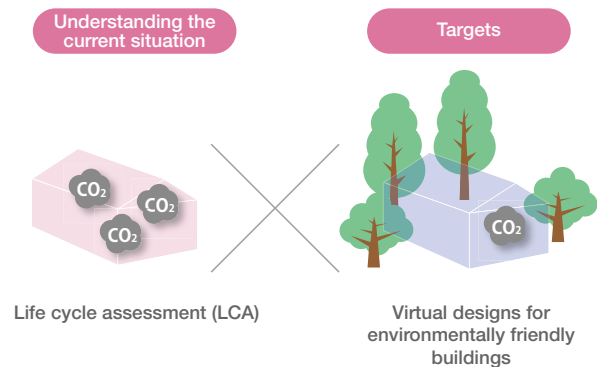 Understanding the
current situation
Targets
CO₂
CO₂
CO₂
CO₂
Life cycle assessment (LCA)
Virtual designs for
environmentally friendly
buildings